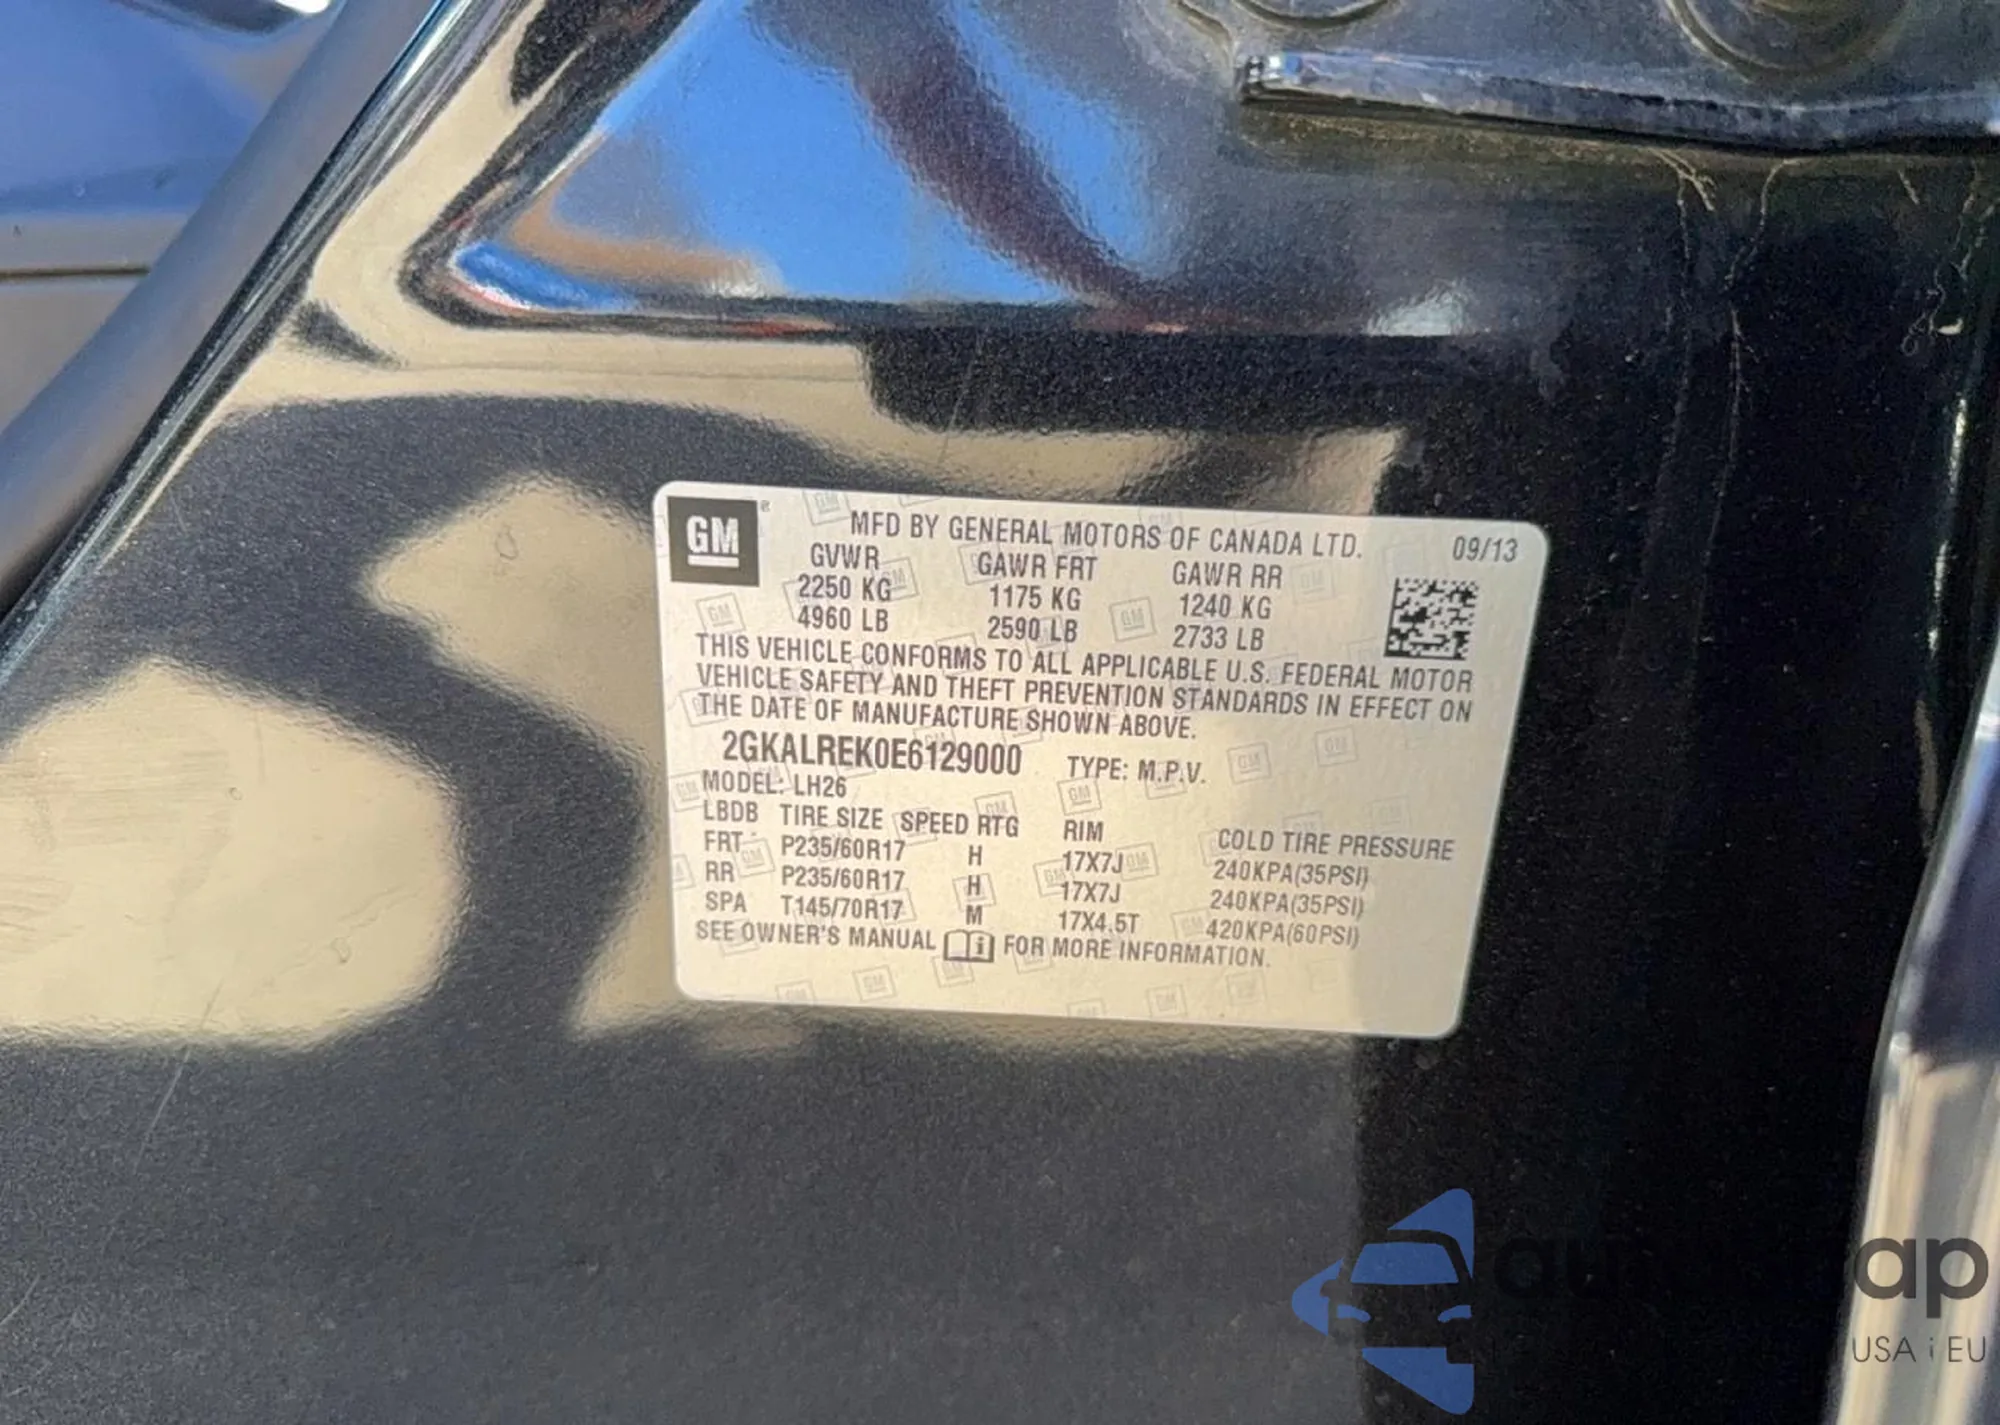 GM ®
MFD BY GENERAL MOTORS OF CANADA LTD. 09/13
GVWR GAWR FRT GAWR RR
2250 KG 1175 KG 1240 KG
4960 LB 2590 LB 2733 LB
THIS VEHICLE CONFORMS TO ALL APPLICABLE U.S. FEDERAL MOTOR
VEHICLE SAFETY AND THEFT PREVENTION STANDARDS IN EFFECT ON
THE DATE OF MANUFACTURE SHOWN ABOVE.
2GKALREK0E6129000 TYPE: M.P.V.
MODEL: LH26
LBDB TIRE SIZE SPEED RTG RIM COLD TIRE PRESSURE
FRT P235/60R17 H 17X7J 240KPA(35PSI)
RR P235/60R17 H 17X7J 240KPA(35PSI)
SPA T145/70R17 M 17X4.5T 420KPA(60PSI)
SEE OWNER'S MANUAL FOR MORE INFORMATION.
USA i EU